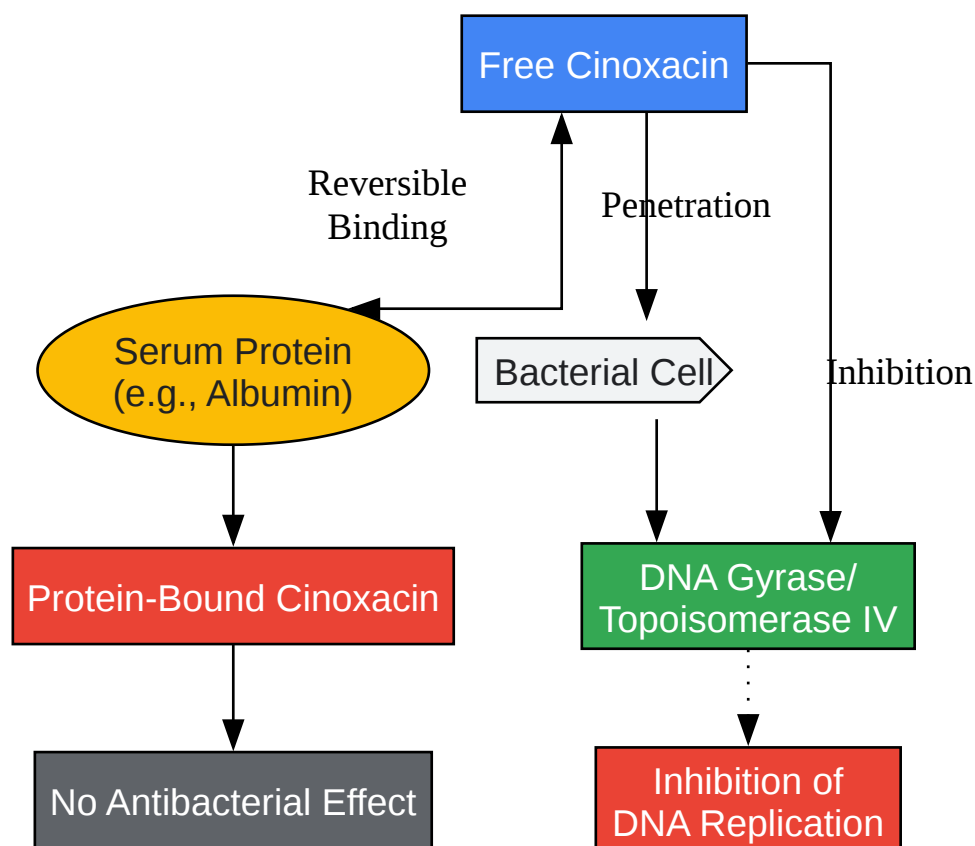 Free Cinoxacin
Reversible
Binding
Penetration
Serum Protein
(e.g., Albumin)
Bacterial Cell
Inhibition
Protein-Bound Cinoxacin
DNA Gyrase/
Topoisomerase IV
No Antibacterial Effect
Inhibition of
DNA Replication